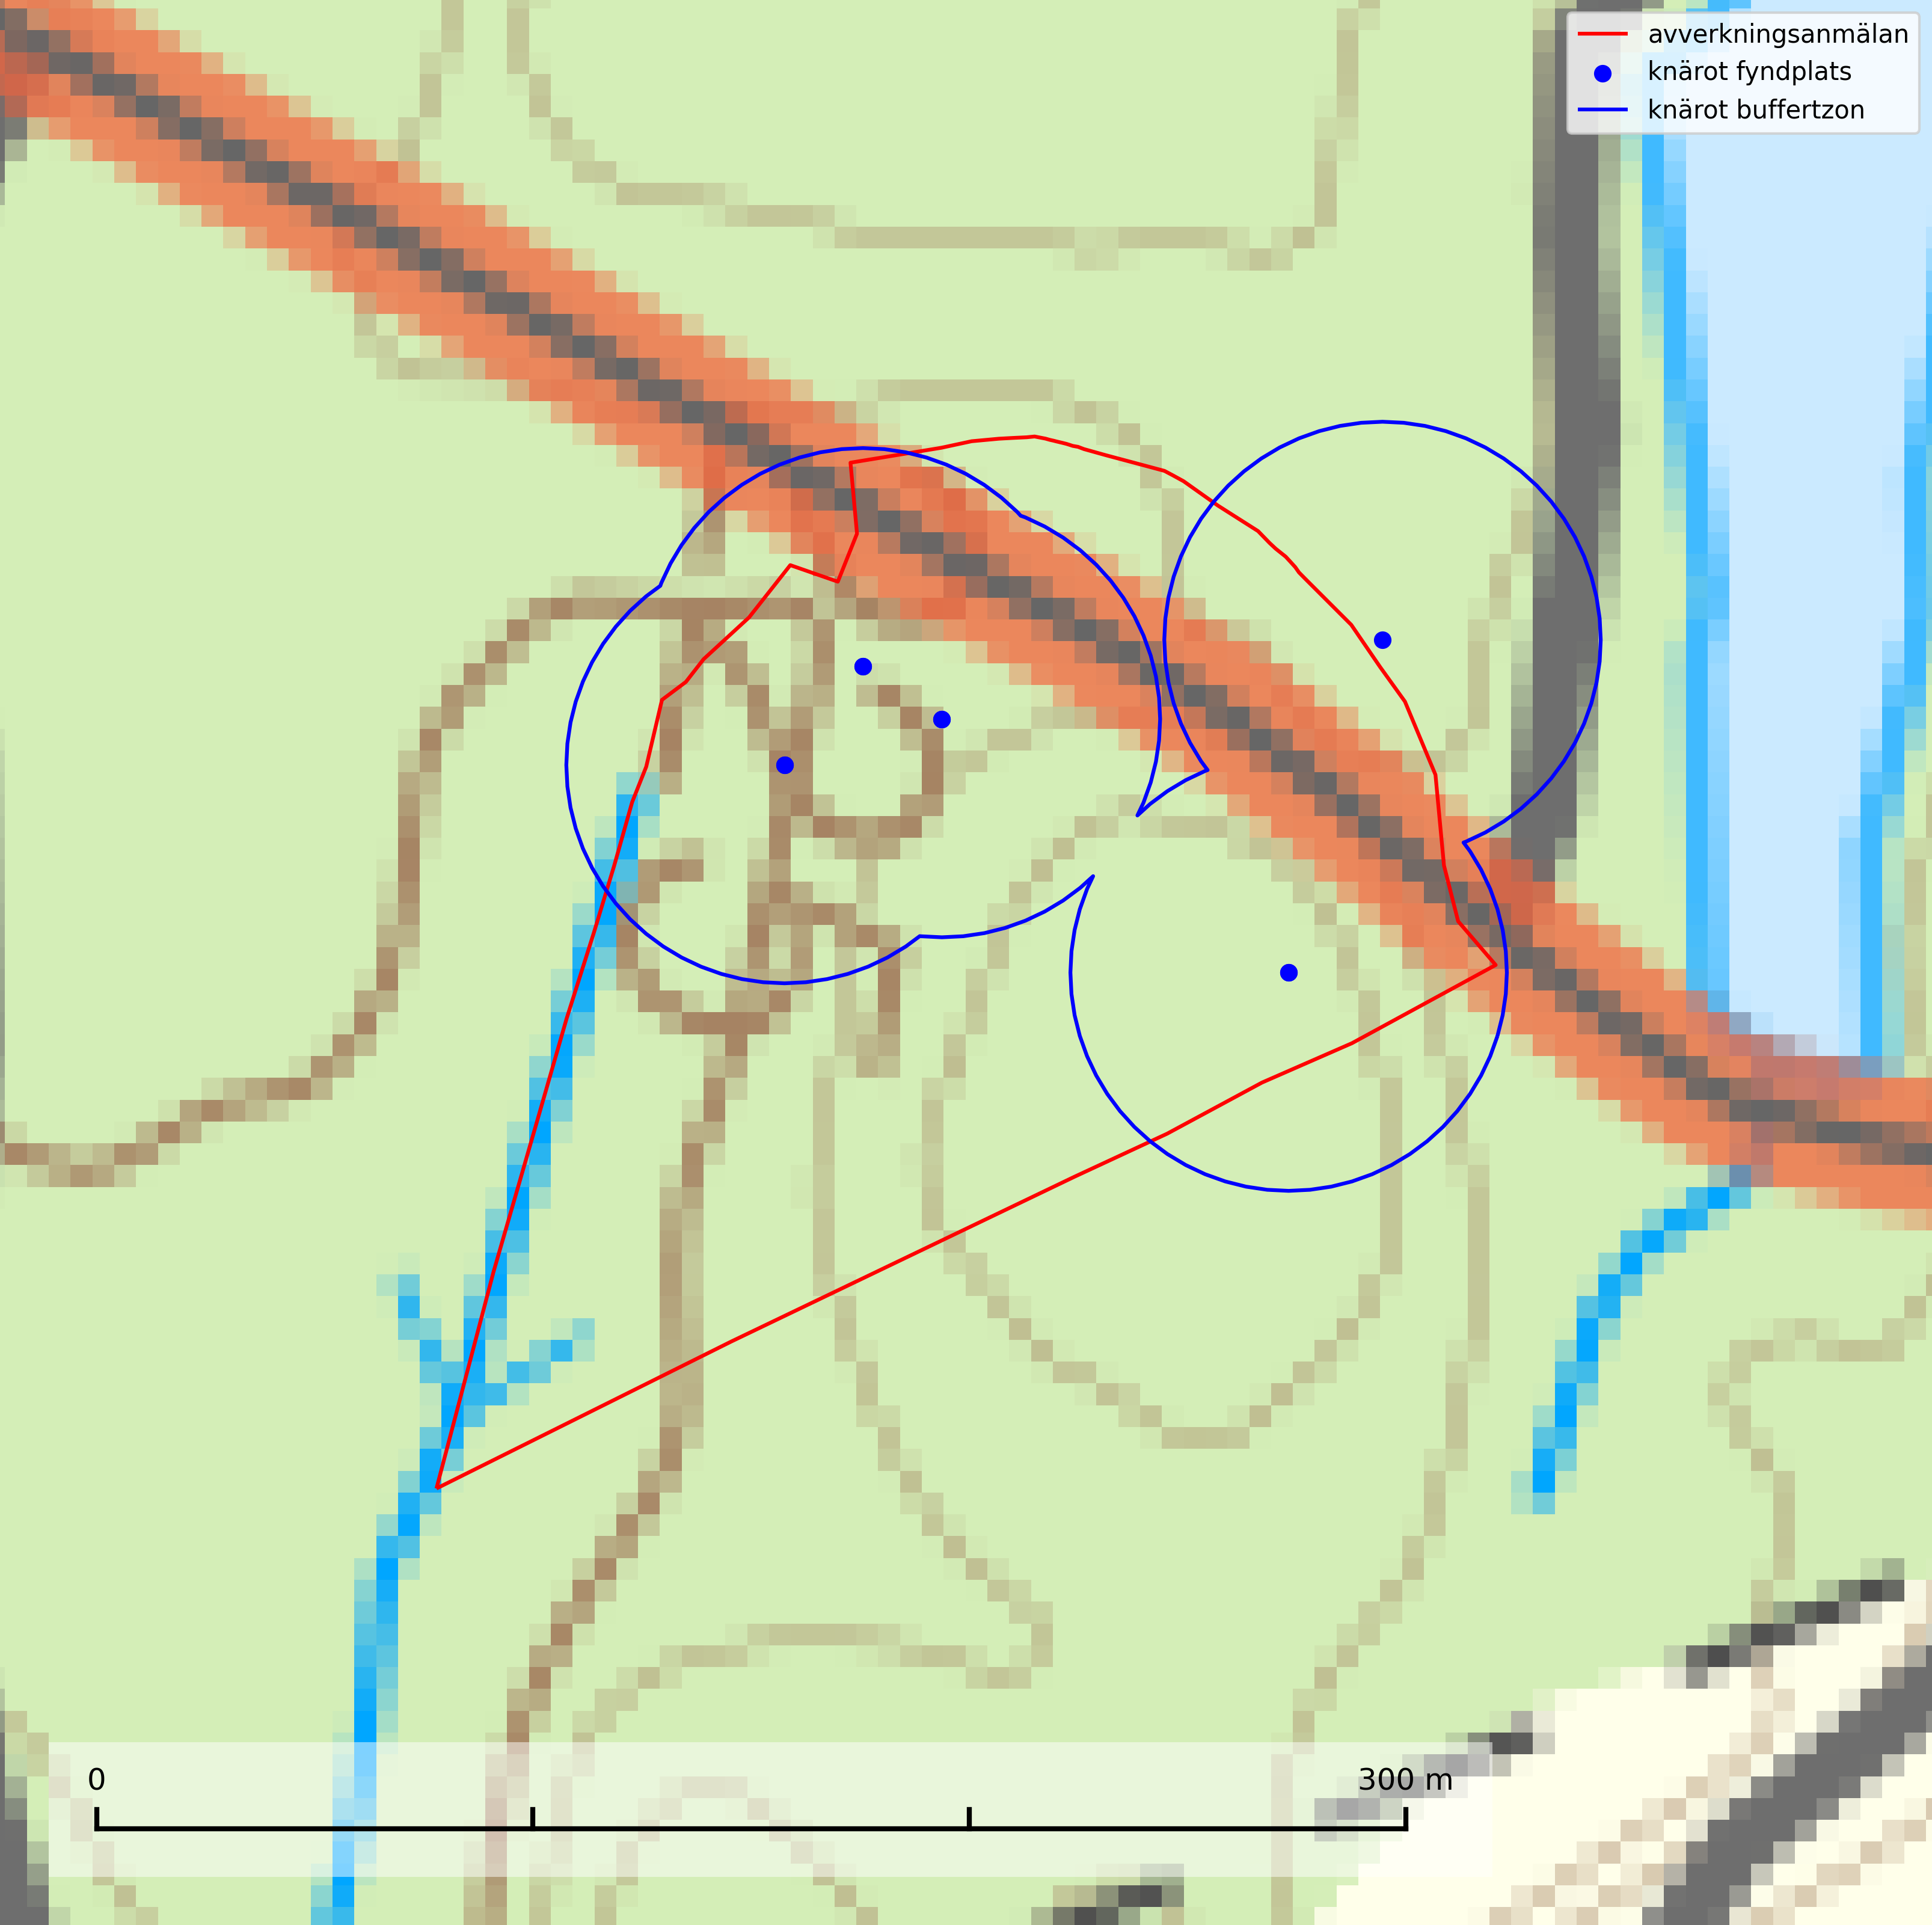 avverkningsanmälan
knärot fyndplats
knärot buffertzon
0 300 m